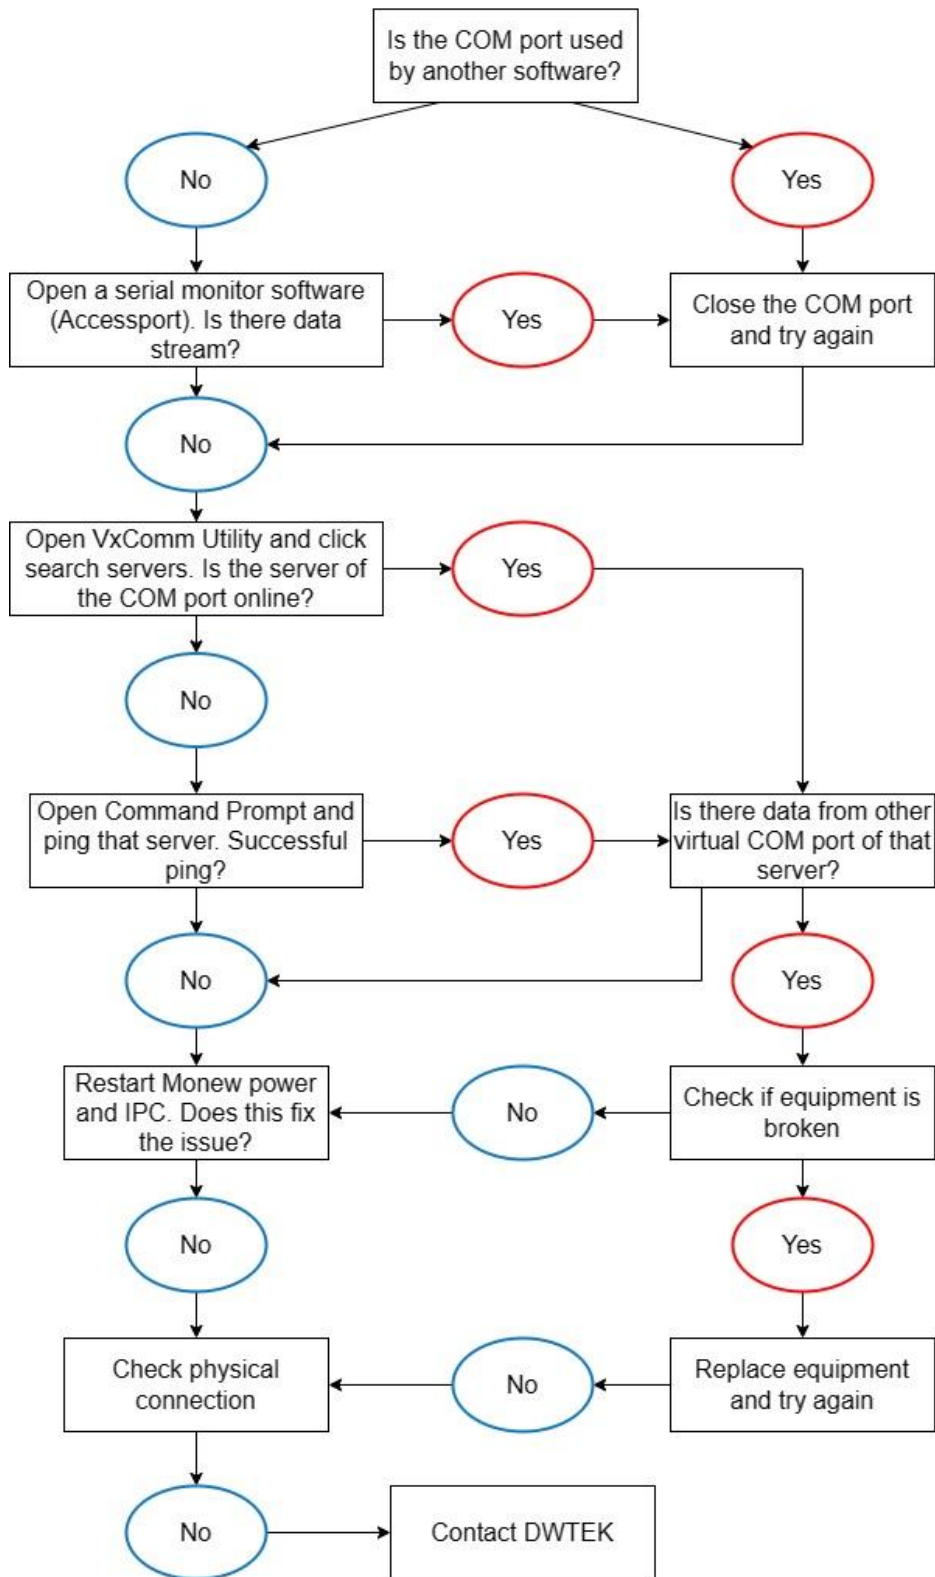 Is the COM port used
by another software?
No
Yes
Open a serial monitor software
(Accessport). Is there data
stream?
Yes
Close the COM port
and try again
No
Open VxComm Utility and click
search servers. Is the server of
the COM port online?
Yes
No
Open Command Prompt and
ping that server. Successful
ping?
Yes
Is there data from other
virtual COM port of that
server?
No
Yes
Restart Monew power
and IPC. Does this fix
the issue?
No
Check if equipment is
broken
No
Yes
Check physical
connection
No
Replace equipment
and try again
No
Contact DWTEK